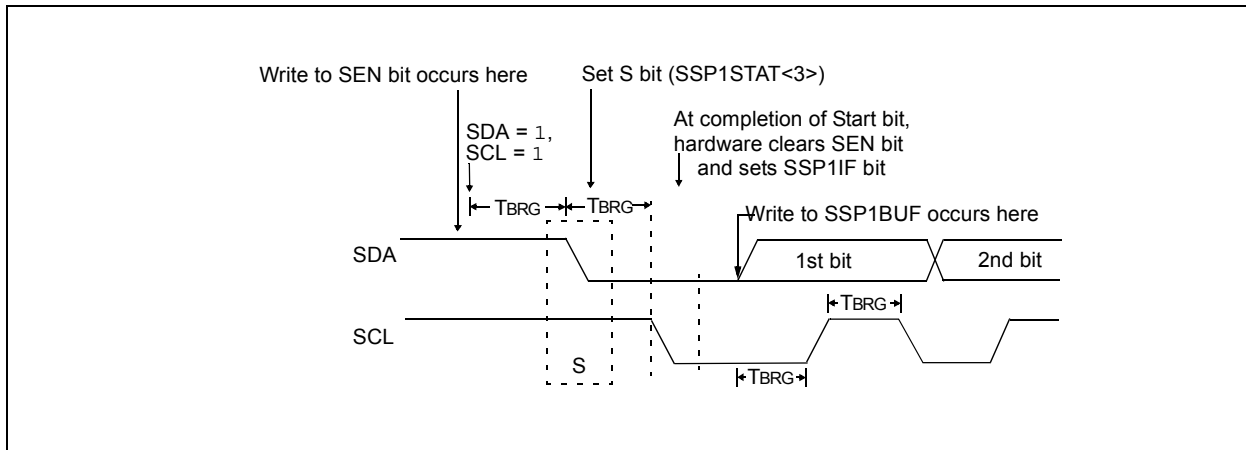 Write to SEN bit occurs here
Set S bit (SSP1STAT<3>)
SDA = 1,
SCL = 1
At completion of Start bit,
hardware clears SEN bit
and sets SSP1IF bit
TBRG
TBRG
Write to SSP1BUF occurs here
SDA
1st bit
2nd bit
TBRG
SCL
S
TBRG